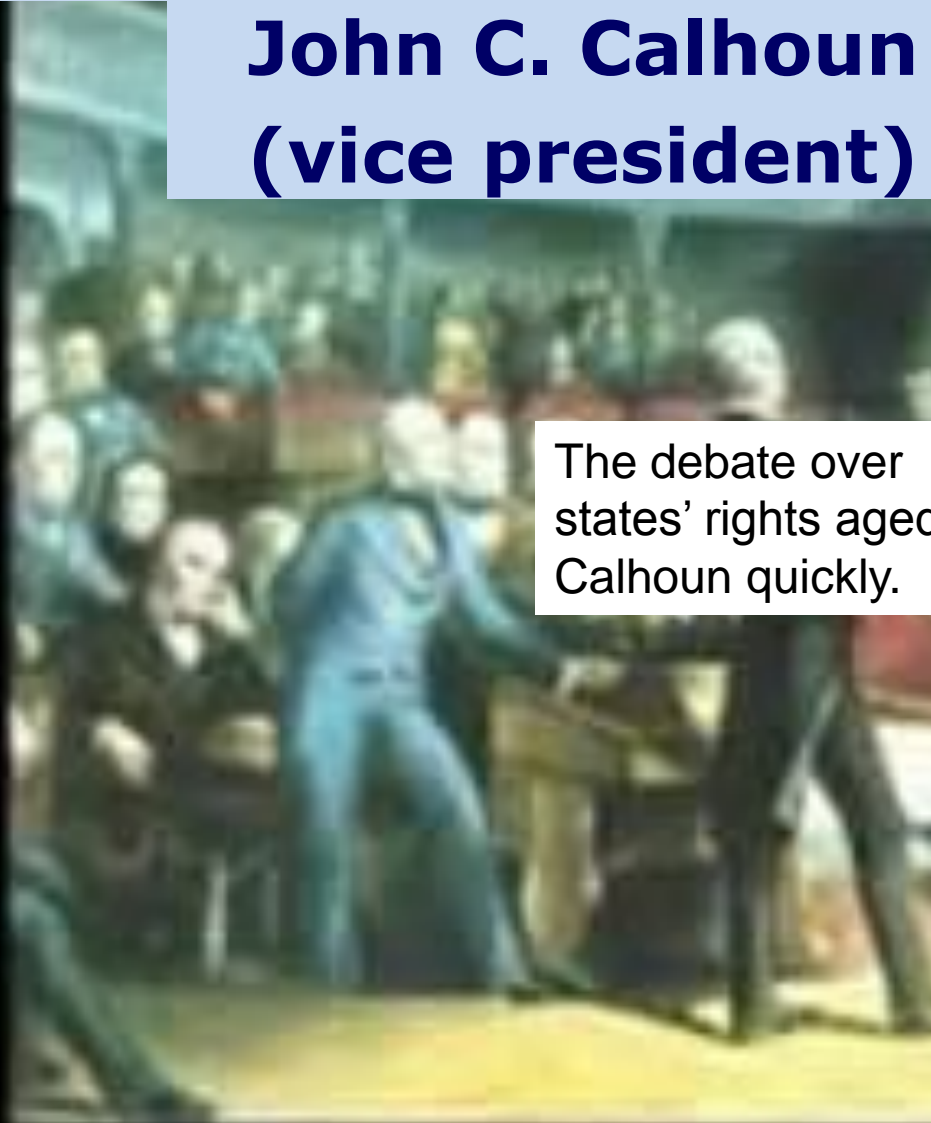 John C. Calhoun
(vice president)
The debate over
states’ rights aged
Calhoun quickly.